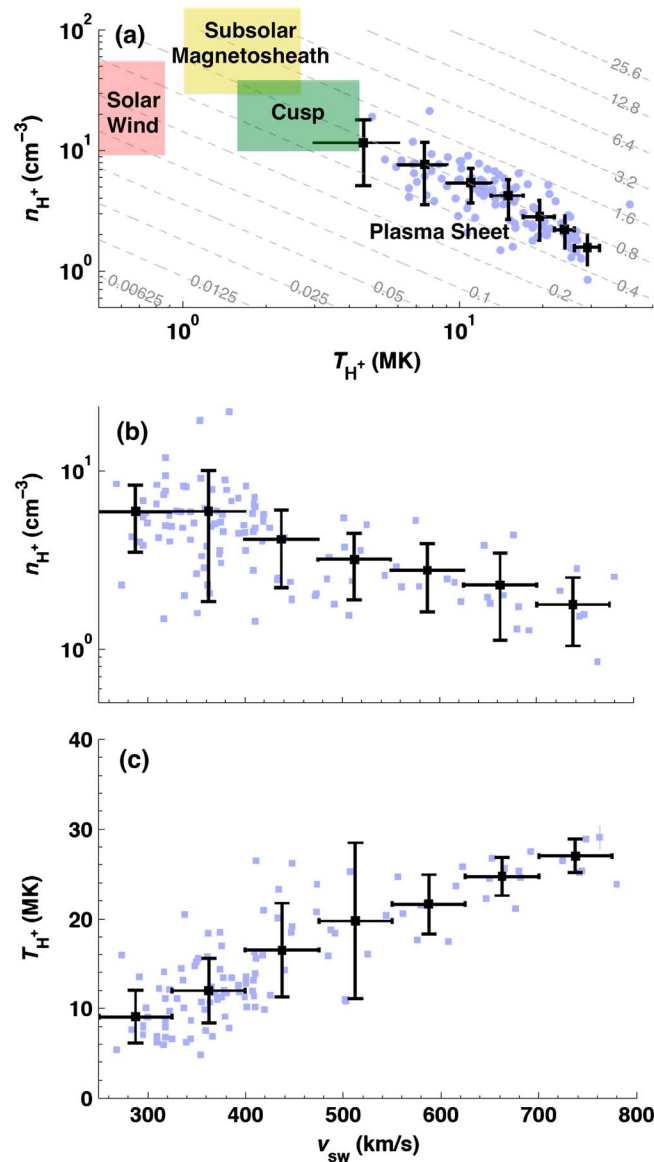 (a)
Subsolar
Magnetosheath
Solar
Wind
Cusp
Plasma Sheet
25.6
12.8
6.4
3.2
1.6
0.8
0.4
0.2
0.1
0.05
0.025
0.0125
0.00625
10²
10¹
10⁰
n_H⁺ (cm⁻³)
10⁰ 10¹
T_H⁺ (MK)
(b)
10¹
10⁰
n_H⁺ (cm⁻³)
(c)
40
30
20
10
0
T_H⁺ (MK)
300 400 500 600 700 800
v_sw (km/s)